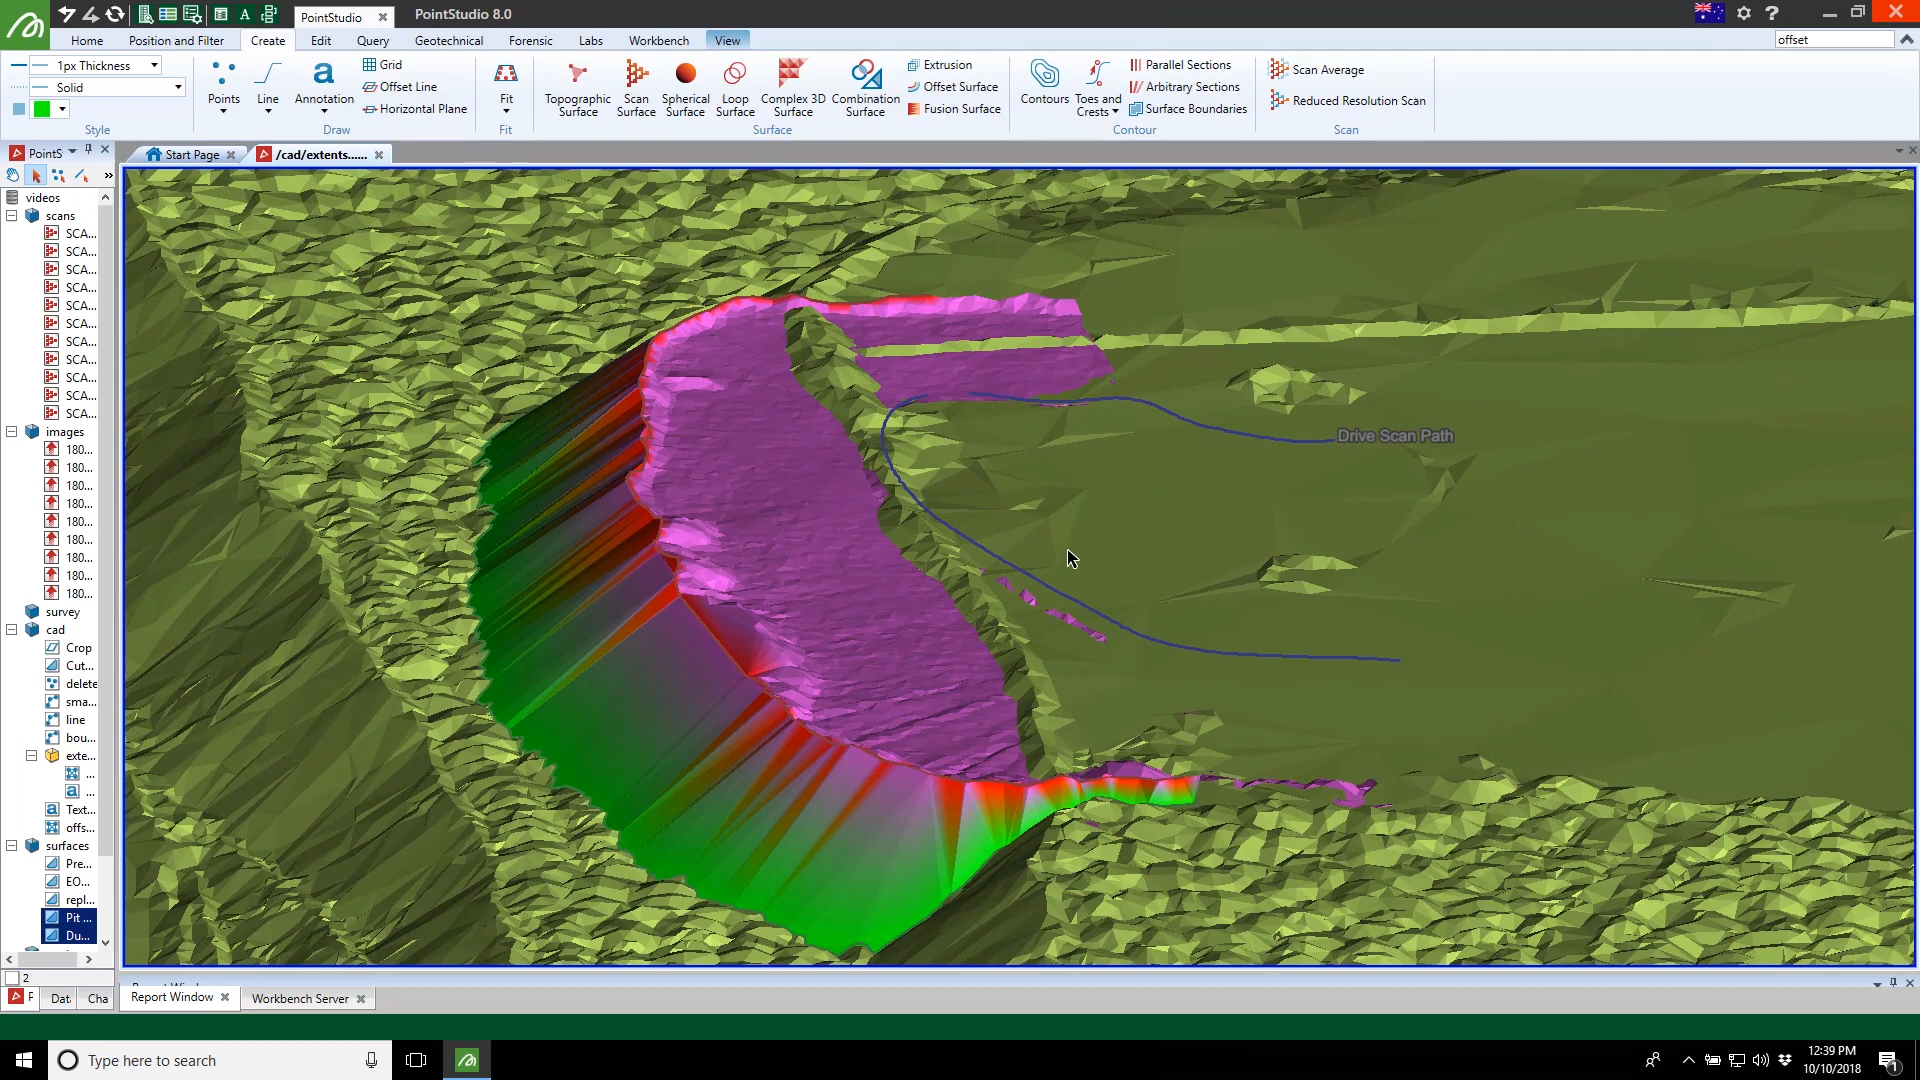 PointStudio
PointStudio 8.0
Home Position and Filter Create Edit Query Geotechnical Forensic Labs Workbench View
offset
1px Thickness
Solid
Style
Points
Line
Annotation
Grid
Offset Line
Horizontal Plane
Draw
Fit
Fit
Topographic Surface
Scan Surface
Spherical Surface
Loop Surface
Complex 3D Surface
Combination Surface
Extrusion
Offset Surface
Fusion Surface
Surface
Contours
Toes and Crests
Parallel Sections
Arbitrary Sections
Surface Boundaries
Contour
Scan Average
Reduced Resolution Scan
Scan
PointS
Start Page
/cad/extents......
videos
scans
SCA...
SCA...
SCA...
SCA...
SCA...
SCA...
SCA...
SCA...
SCA...
SCA...
SCA...
images
180...
180...
180...
180...
180...
180...
180...
180...
180...
survey
cad
Crop
Cut...
delete
sma...
line
bou...
exte...
...
...
Text...
offs...
surfaces
Pre...
EO...
repl...
Pit ...
Du...
2
Drive Scan Path
F Dat Cha
Report Window
Workbench Server
Type here to search
12:39 PM
10/10/2018
1